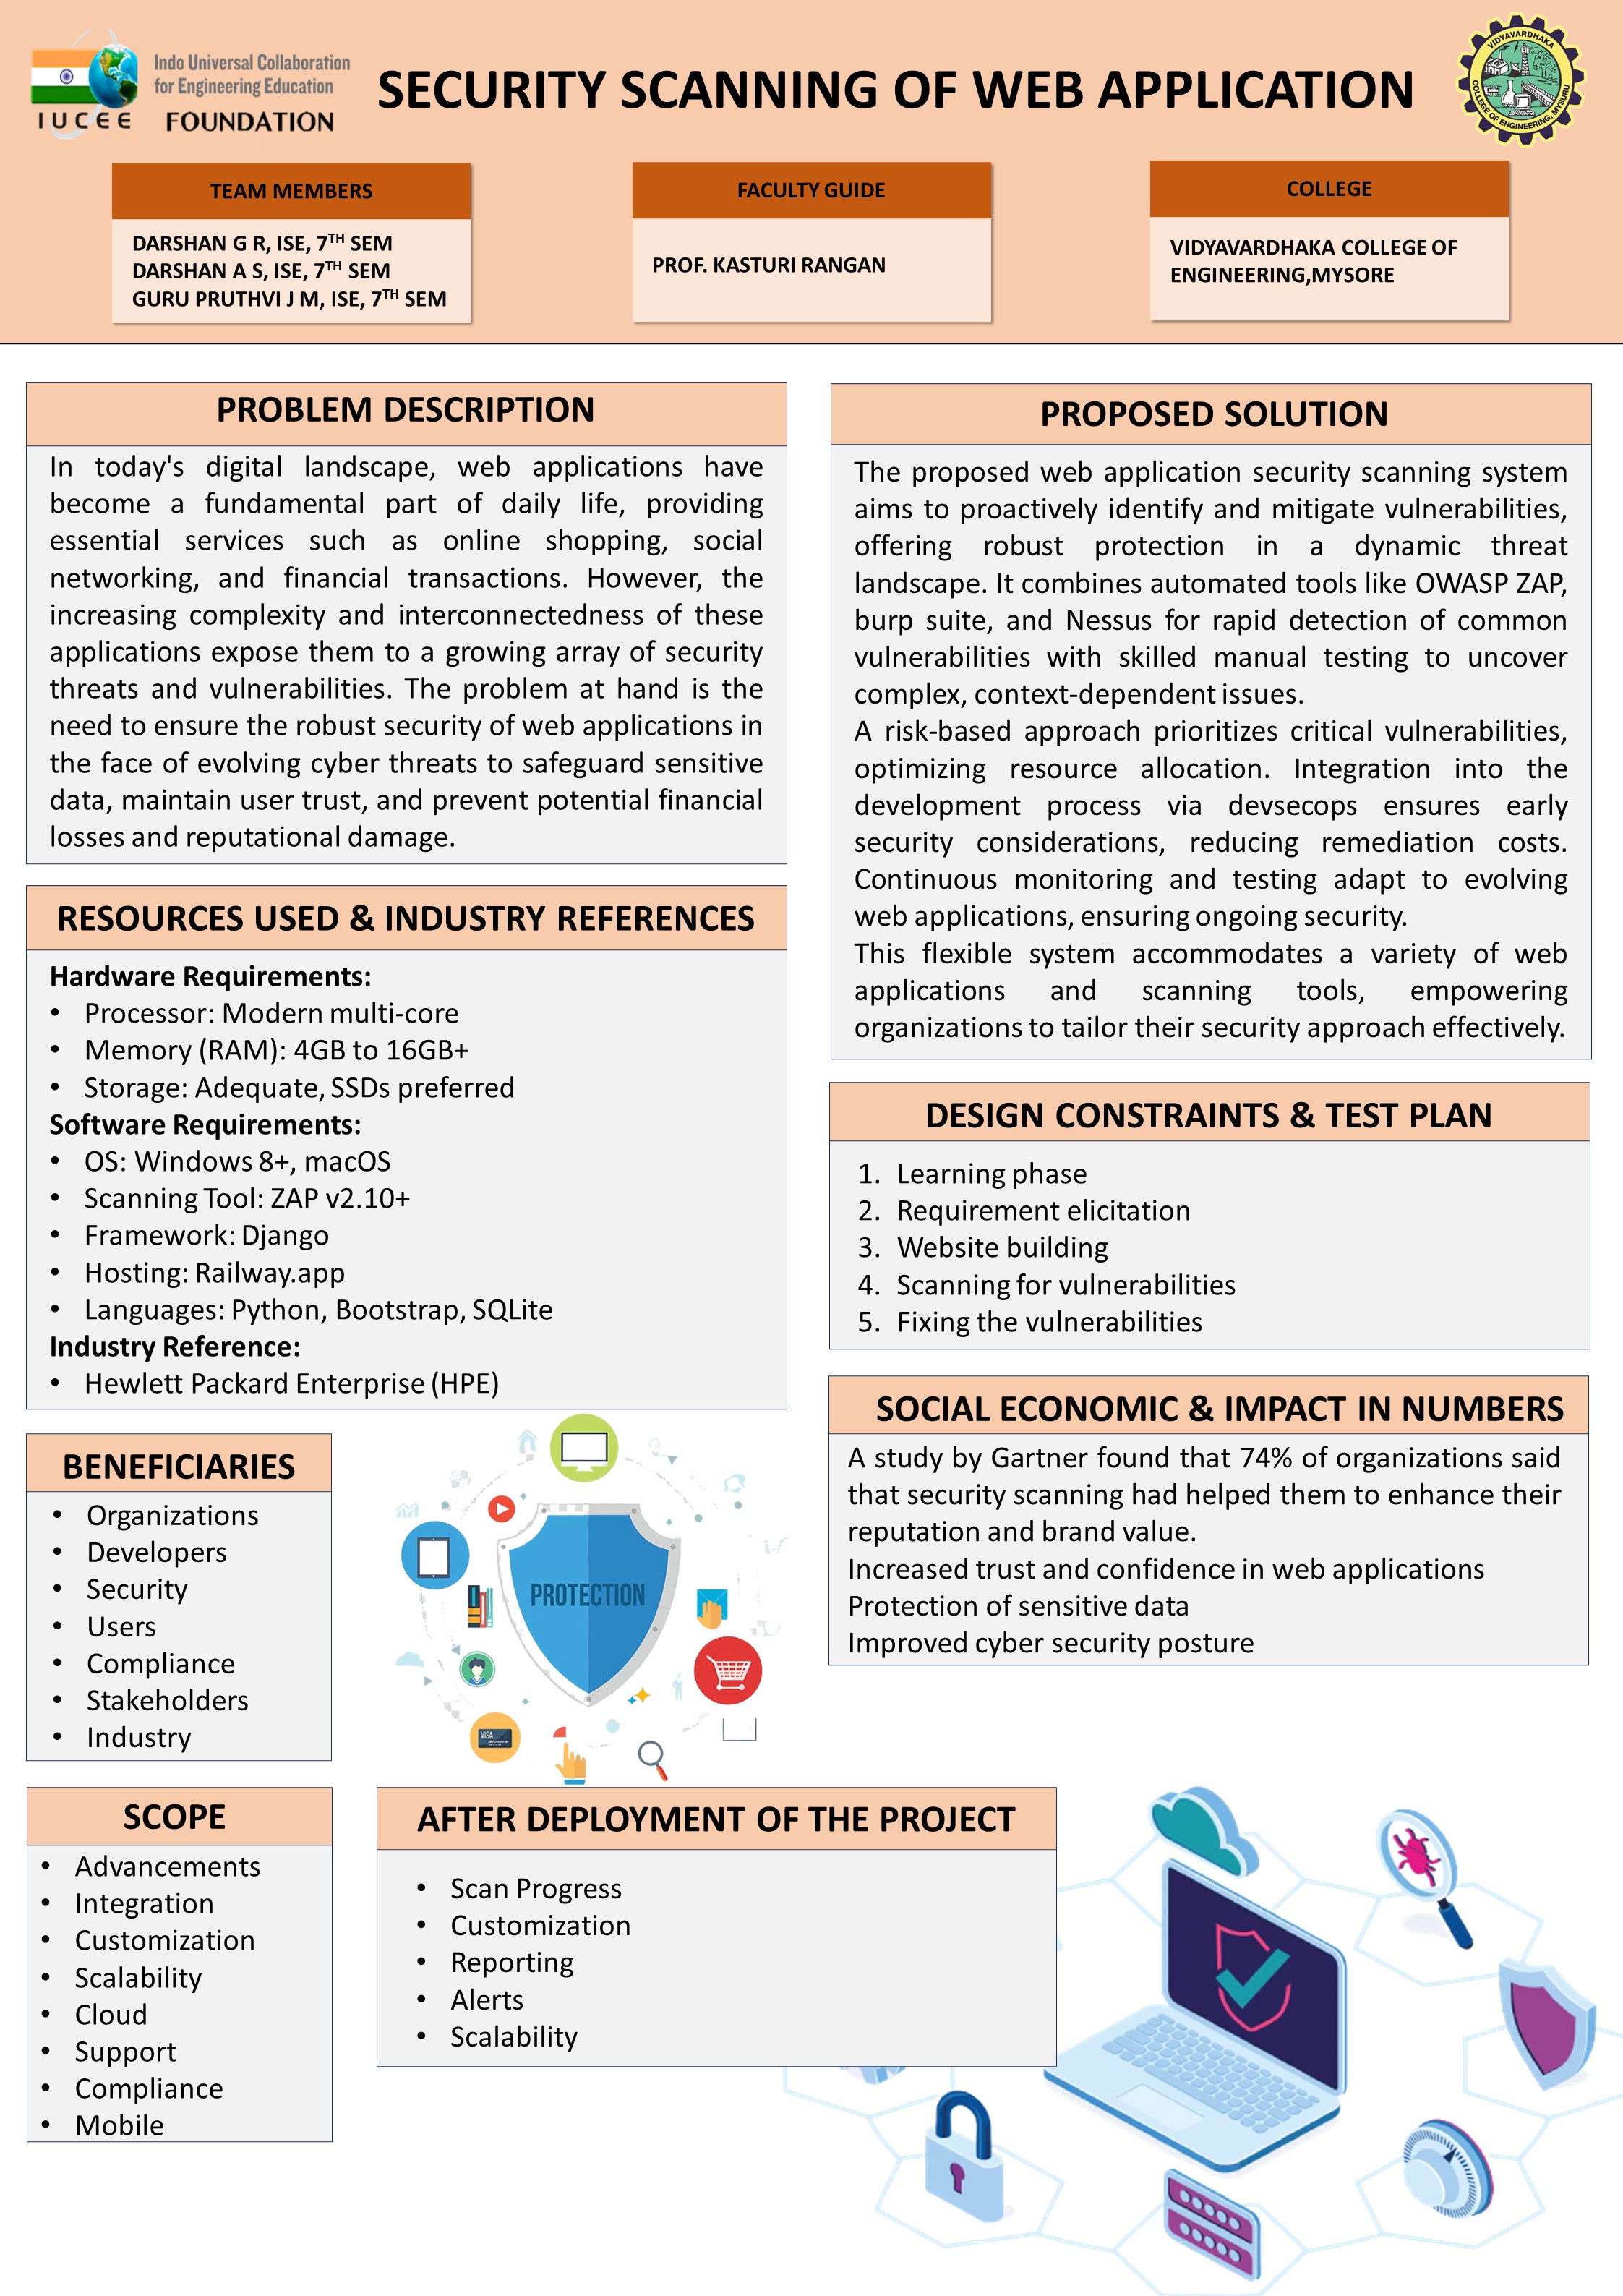 Indo Universal Collaboration
for Engineering Education
IUCEE FOUNDATION
SECURITY SCANNING OF WEB APPLICATION
VIDYAVARDHAKA
COLLEGE OF ENGINEERING, MYSURU
TEAM MEMBERS
DARSHAN G R, ISE, 7TH SEM
DARSHAN A S, ISE, 7TH SEM
GURU PRUTHVI J M, ISE, 7TH SEM
FACULTY GUIDE
PROF. KASTURI RANGAN
COLLEGE
VIDYAVARDHAKA COLLEGE OF
ENGINEERING,MYSORE
PROBLEM DESCRIPTION
In today's digital landscape, web applications have
become a fundamental part of daily life, providing
essential services such as online shopping, social
networking, and financial transactions. However, the
increasing complexity and interconnectedness of these
applications expose them to a growing array of security
threats and vulnerabilities. The problem at hand is the
need to ensure the robust security of web applications in
the face of evolving cyber threats to safeguard sensitive
data, maintain user trust, and prevent potential financial
losses and reputational damage.
RESOURCES USED & INDUSTRY REFERENCES
Hardware Requirements:
• Processor: Modern multi-core
• Memory (RAM): 4GB to 16GB+
• Storage: Adequate, SSDs preferred
Software Requirements:
• OS: Windows 8+, macOS
• Scanning Tool: ZAP v2.10+
• Framework: Django
• Hosting: Railway.app
• Languages: Python, Bootstrap, SQLite
Industry Reference:
• Hewlett Packard Enterprise (HPE)
BENEFICIARIES
• Organizations
• Developers
• Security
• Users
• Compliance
• Stakeholders
• Industry
PROTECTION
VISA
SCOPE
• Advancements
• Integration
• Customization
• Scalability
• Cloud
• Support
• Compliance
• Mobile
AFTER DEPLOYMENT OF THE PROJECT
• Scan Progress
• Customization
• Reporting
• Alerts
• Scalability
PROPOSED SOLUTION
The proposed web application security scanning system
aims to proactively identify and mitigate vulnerabilities,
offering robust protection in a dynamic threat
landscape. It combines automated tools like OWASP ZAP,
burp suite, and Nessus for rapid detection of common
vulnerabilities with skilled manual testing to uncover
complex, context-dependent issues.
A risk-based approach prioritizes critical vulnerabilities,
optimizing resource allocation. Integration into the
development process via devsecops ensures early
security considerations, reducing remediation costs.
Continuous monitoring and testing adapt to evolving
web applications, ensuring ongoing security.
This flexible system accommodates a variety of web
applications and scanning tools, empowering
organizations to tailor their security approach effectively.
DESIGN CONSTRAINTS & TEST PLAN
1. Learning phase
2. Requirement elicitation
3. Website building
4. Scanning for vulnerabilities
5. Fixing the vulnerabilities
SOCIAL ECONOMIC & IMPACT IN NUMBERS
A study by Gartner found that 74% of organizations said
that security scanning had helped them to enhance their
reputation and brand value.
Increased trust and confidence in web applications
Protection of sensitive data
Improved cyber security posture